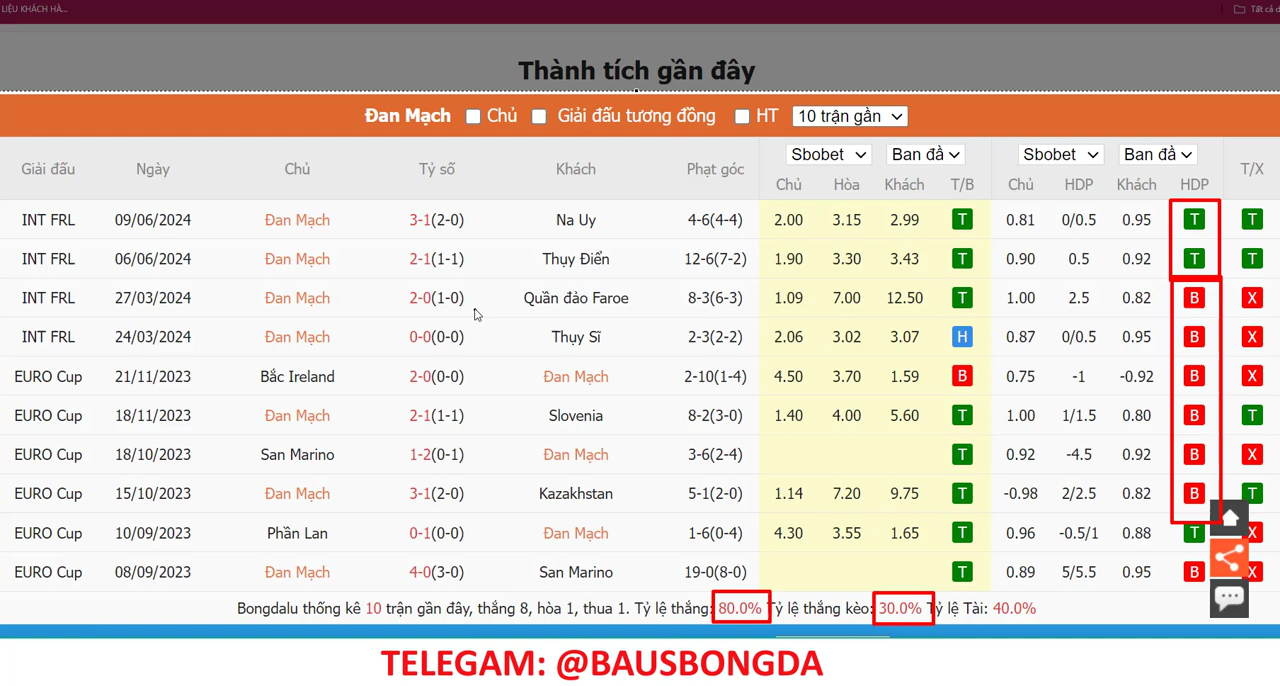 LIỆU KHÁCH HÀ...
Tất cả d
Thành tích gần đây
Đan Mạch Chủ Giải đấu tương đồng HT 10 trận gần
Sbobet Ban đầ Sbobet Ban đầ
Giải đấu Ngày Chủ Tỷ số Khách Phạt góc T/X
Chủ Hòa Khách T/B Chủ HDP Khách HDP
INT FRL 09/06/2024 Đan Mạch 3-1(2-0) Na Uy 4-6(4-4) 2.00 3.15 2.99 T 0.81 0/0.5 0.95 T T
INT FRL 06/06/2024 Đan Mạch 2-1(1-1) Thụy Điển 12-6(7-2) 1.90 3.30 3.43 T 0.90 0.5 0.92 T T
INT FRL 27/03/2024 Đan Mạch 2-0(1-0) Quần đảo Faroe 8-3(6-3) 1.09 7.00 12.50 T 1.00 2.5 0.82 B X
INT FRL 24/03/2024 Đan Mạch 0-0(0-0) Thụy Sĩ 2-3(2-2) 2.06 3.02 3.07 H 0.87 0/0.5 0.95 B X
EURO Cup 21/11/2023 Bắc Ireland 2-0(0-0) Đan Mạch 2-10(1-4) 4.50 3.70 1.59 B 0.75 -1 -0.92 B X
EURO Cup 18/11/2023 Đan Mạch 2-1(1-1) Slovenia 8-2(3-0) 1.40 4.00 5.60 T 1.00 1/1.5 0.80 B T
EURO Cup 18/10/2023 San Marino 1-2(0-1) Đan Mạch 3-6(2-4) T 0.92 -4.5 0.92 B X
EURO Cup 15/10/2023 Đan Mạch 3-1(2-0) Kazakhstan 5-1(2-0) 1.14 7.20 9.75 T -0.98 2/2.5 0.82 B T
EURO Cup 10/09/2023 Phần Lan 0-1(0-0) Đan Mạch 1-6(0-4) 4.30 3.55 1.65 T 0.96 -0.5/1 0.88 T X
EURO Cup 08/09/2023 Đan Mạch 4-0(3-0) San Marino 19-0(8-0) T 0.89 5/5.5 0.95 B X
Bongdalu thống kê 10 trận gần đây, thắng 8, hòa 1, thua 1. Tỷ lệ thắng: 80.0% Tỷ lệ thắng kèo: 30.0% Tỷ lệ Tài: 40.0%
TELEGAM: @BAUSBONGDA